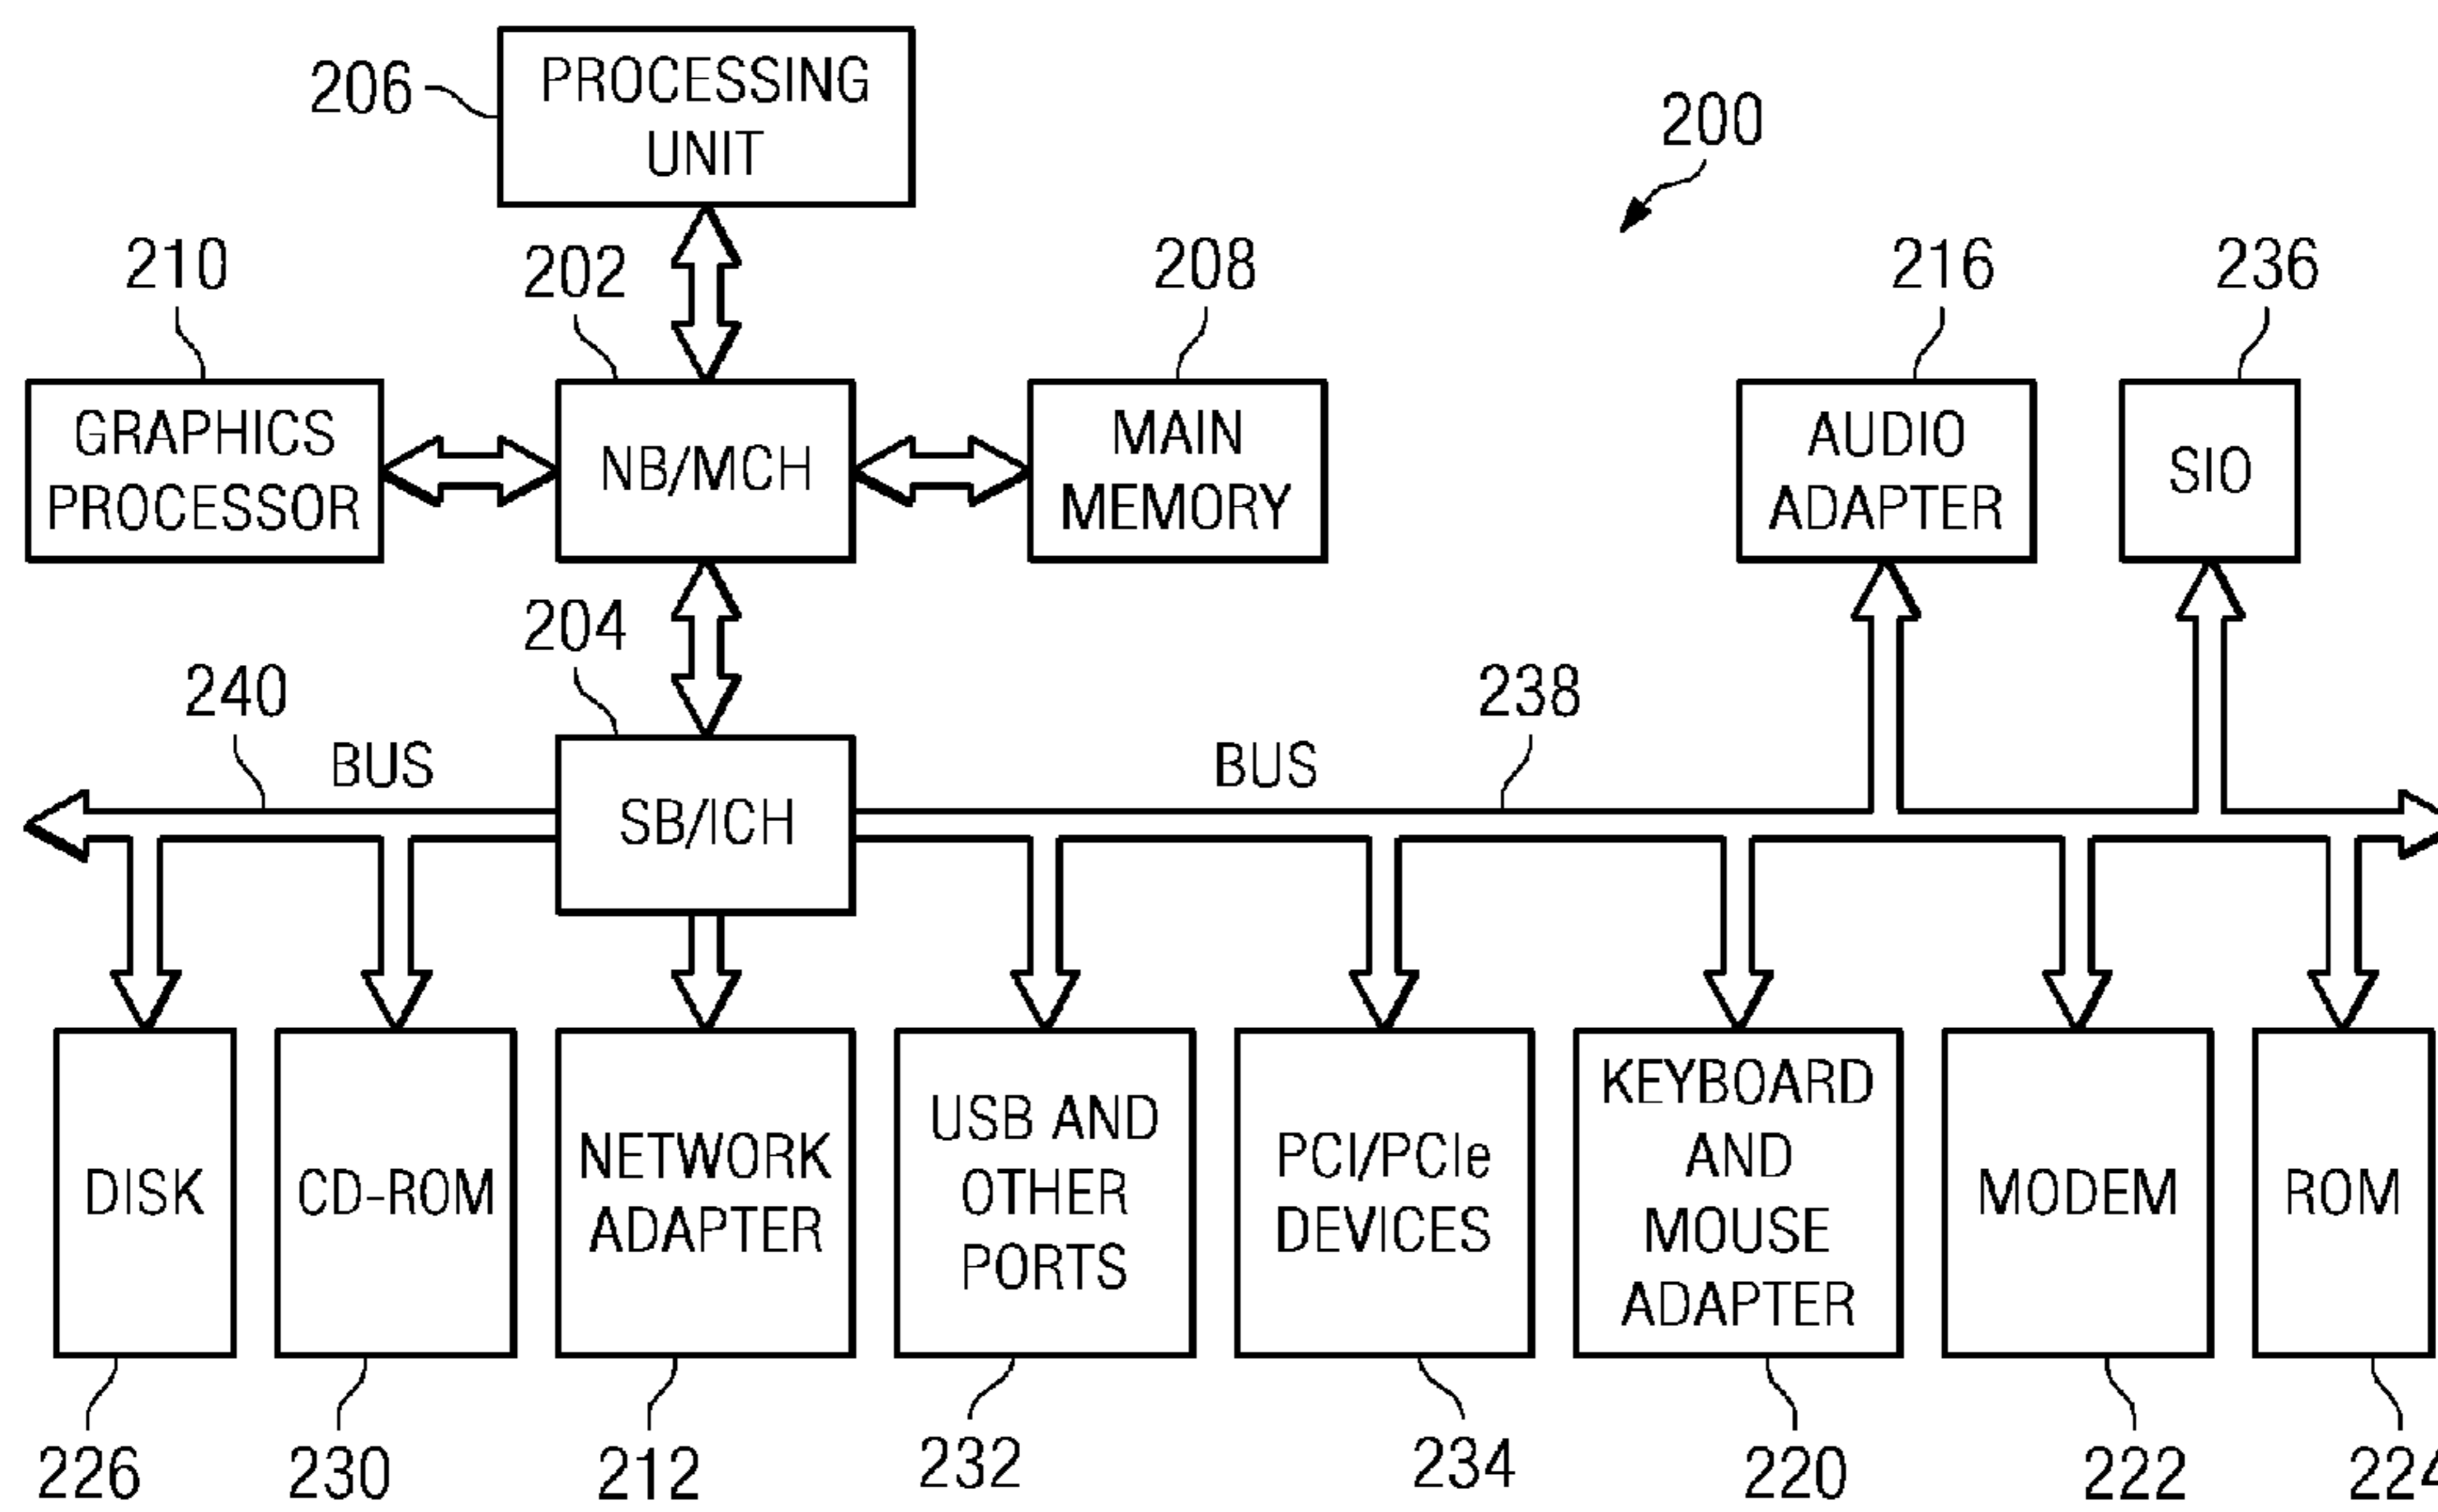 PROCESSING
UNIT
206
200
210
202
208
216
236
GRAPHICS
PROCESSOR
NB/MCH
MAIN
MEMORY
AUDIO
ADAPTER
SIO
204
240
BUS
238
BUS
SB/ICH
DISK
CD-ROM
NETWORK
ADAPTER
USB AND
OTHER
PORTS
PCI/PCIe
DEVICES
KEYBOARD
AND
MOUSE
ADAPTER
MODEM
ROM
226
230
212
232
234
220
222
224